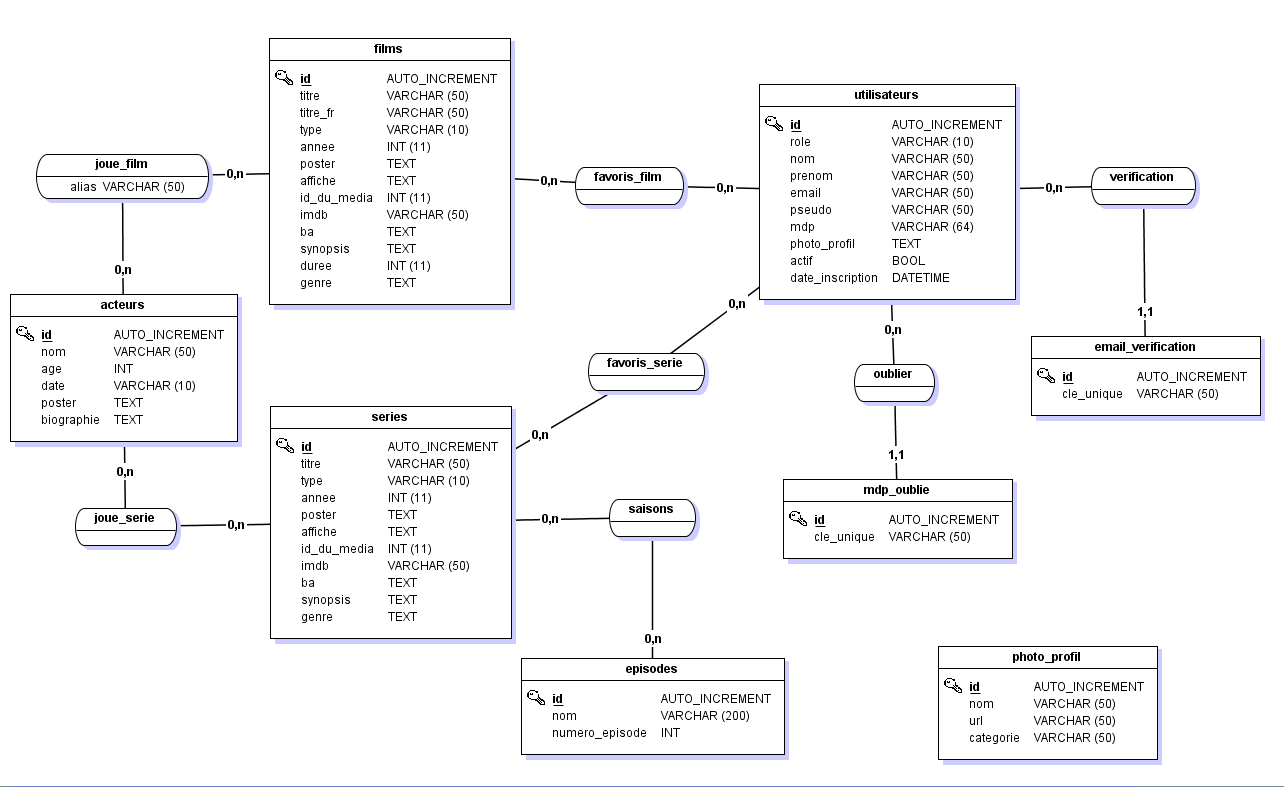 films
id AUTO_INCREMENT
titre VARCHAR (50)
titre_fr VARCHAR (50)
type VARCHAR (10)
annee INT (11)
poster TEXT
affiche TEXT
id_du_media INT (11)
imdb VARCHAR (50)
ba TEXT
synopsis TEXT
duree INT (11)
genre TEXT
utilisateurs
id AUTO_INCREMENT
role VARCHAR (10)
nom VARCHAR (50)
prenom VARCHAR (50)
email VARCHAR (50)
pseudo VARCHAR (50)
mdp VARCHAR (64)
photo_profil TEXT
actif BOOL
date_inscription DATETIME
joue_film
alias VARCHAR (50)
0,n
0,n
favoris_film
0,n
0,n
verification
0,n
1,1
acteurs
id AUTO_INCREMENT
nom VARCHAR (50)
age INT
date VARCHAR (10)
poster TEXT
biographie TEXT
0,n
joue_serie
0,n
favoris_serie
0,n
0,n
oublier
0,n
1,1
email_verification
id AUTO_INCREMENT
cle_unique VARCHAR (50)
series
id AUTO_INCREMENT
titre VARCHAR (50)
type VARCHAR (10)
annee INT (11)
poster TEXT
affiche TEXT
id_du_media INT (11)
imdb VARCHAR (50)
ba TEXT
synopsis TEXT
genre TEXT
0,n
saisons
0,n
mdp_oublie
id AUTO_INCREMENT
cle_unique VARCHAR (50)
episodes
id AUTO_INCREMENT
nom VARCHAR (200)
numero_episode INT
photo_profil
id AUTO_INCREMENT
nom VARCHAR (50)
url VARCHAR (50)
categorie VARCHAR (50)